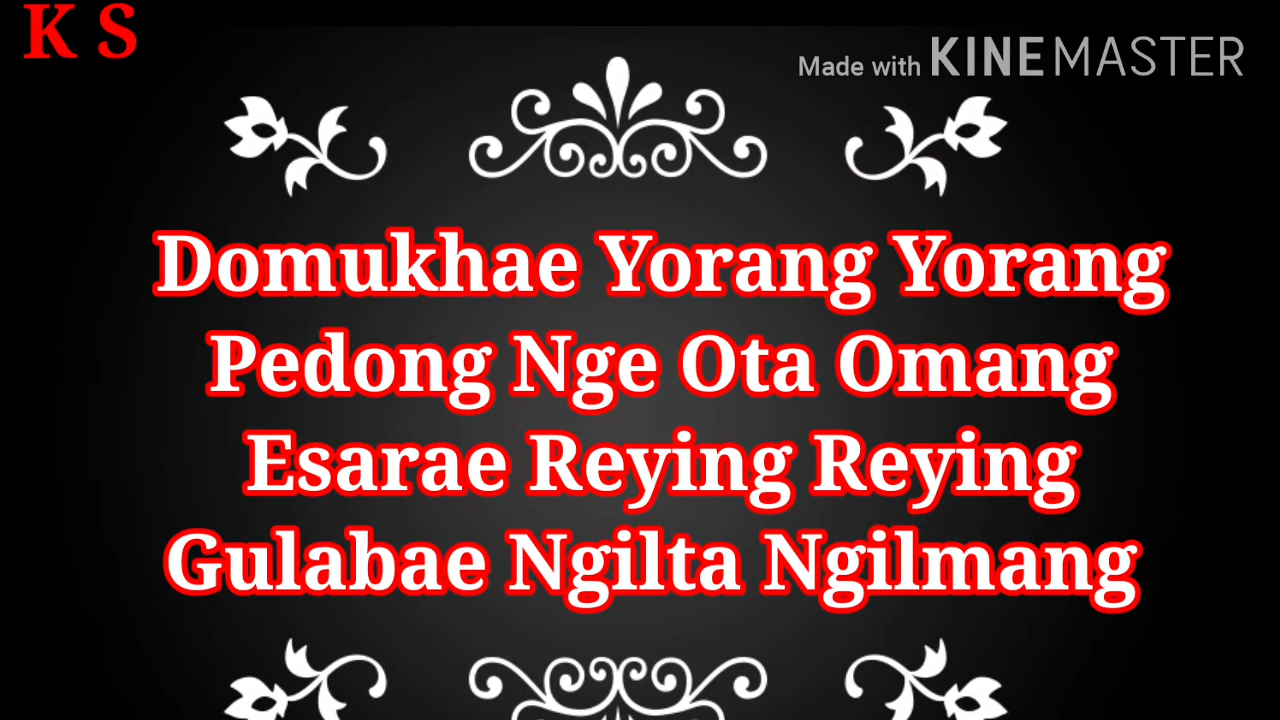 K S
Made with KINEMASTER
Domukhae Yorang Yorang
Pedong Nge Ota Omang
Esarae Reying Reying
Gulabae Ngilta Ngilmang